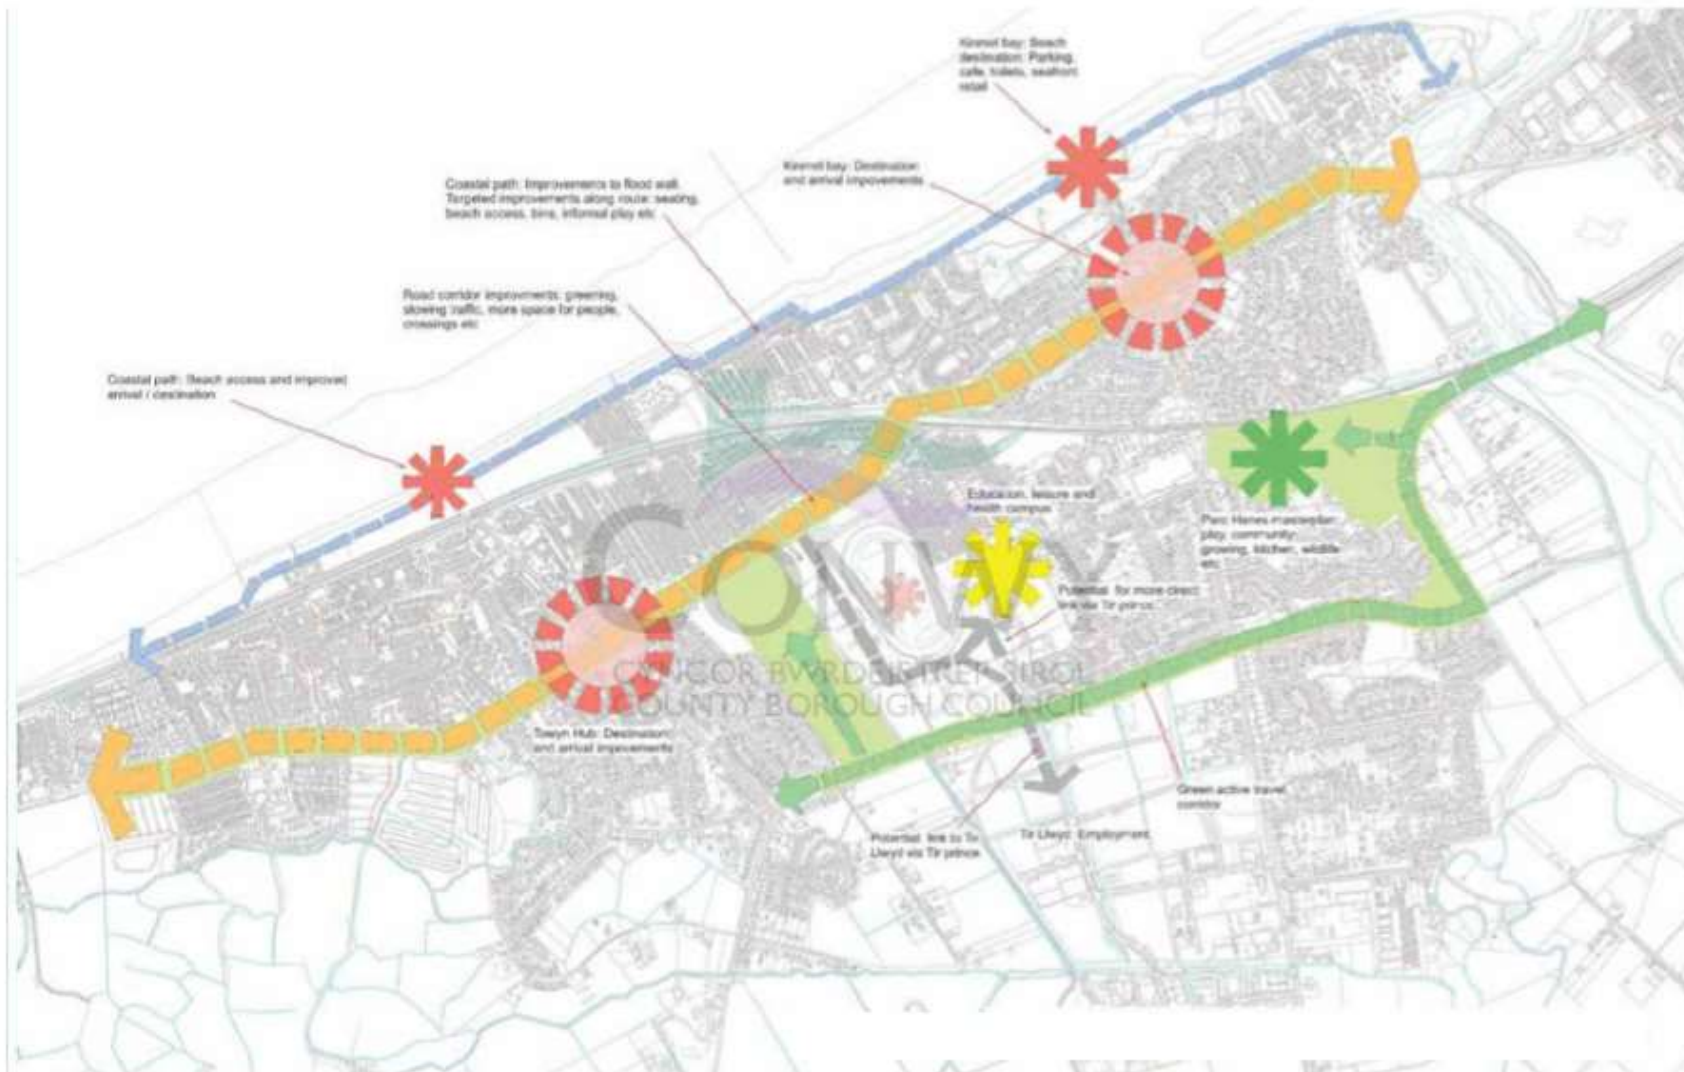 Kinmel bay: Beach
destination: Parking,
cafe, toilets, seafront
retail
Kinmel bay: Destination
and arrival impovements
Coastal path: Improvements to flood wall.
Targeted improvements along route: seating,
beach access, bins, informal play etc
Road corridor improvments: greening,
slowing traffic, more space for people,
crossings etc
Coastal path: Beach access and improved
arrival / destination
Education, leisure and
health campus
Parc Hanes masterplan:
play, community
growing, kitchen, wildlife
etc
Potential for more direct
link via Tir prince
CONWY
CYNGOR BWRDEISTREF SIROL
COUNTY BOROUGH COUNCIL
Towyn Hub: Destination
and arrival impovements
Green active travel
corridor
Potential link to Tir
Llwyd via Tir prince
Tir Llwyd: Employment